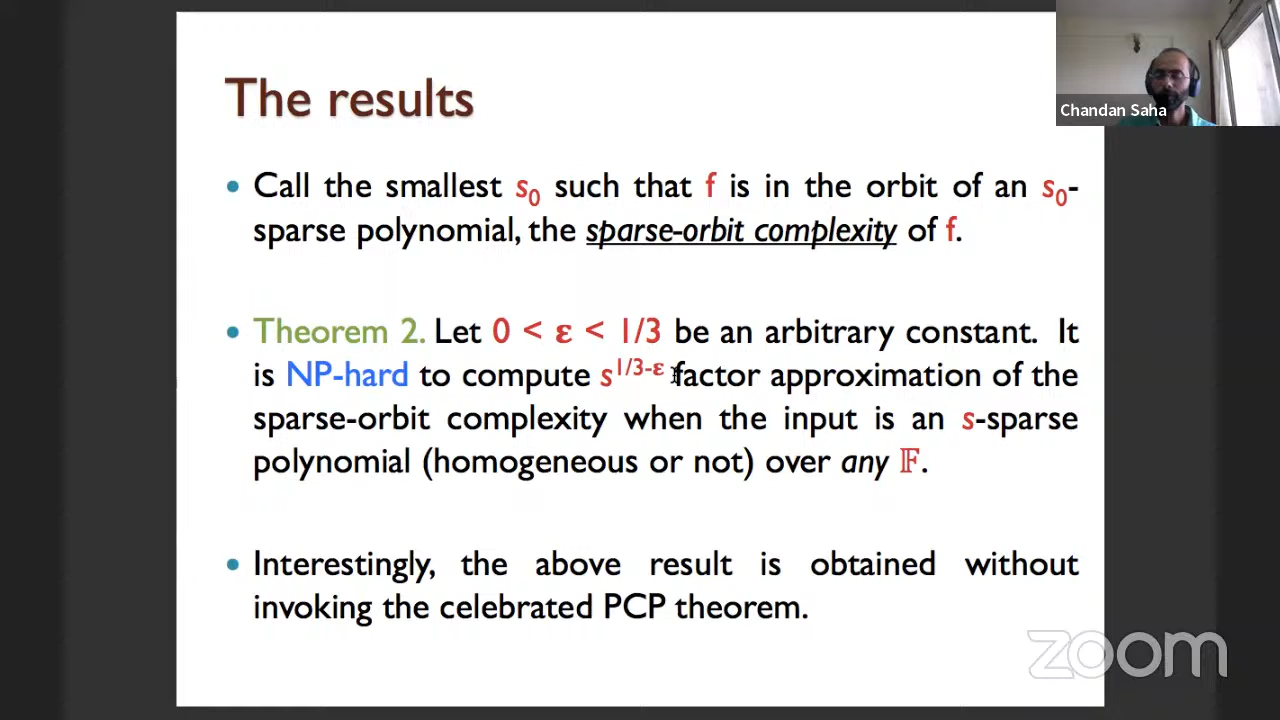 The results
Chandan Saha
• Call the smallest s₀ such that f is in the orbit of an s₀-
sparse polynomial, the sparse-orbit complexity of f.
• Theorem 2. Let 0 < ε < 1/3 be an arbitrary constant. It
is NP-hard to compute s^1/3-ε factor approximation of the
sparse-orbit complexity when the input is an s-sparse
polynomial (homogeneous or not) over any 𝔽.
• Interestingly, the above result is obtained without
invoking the celebrated PCP theorem.
zoom